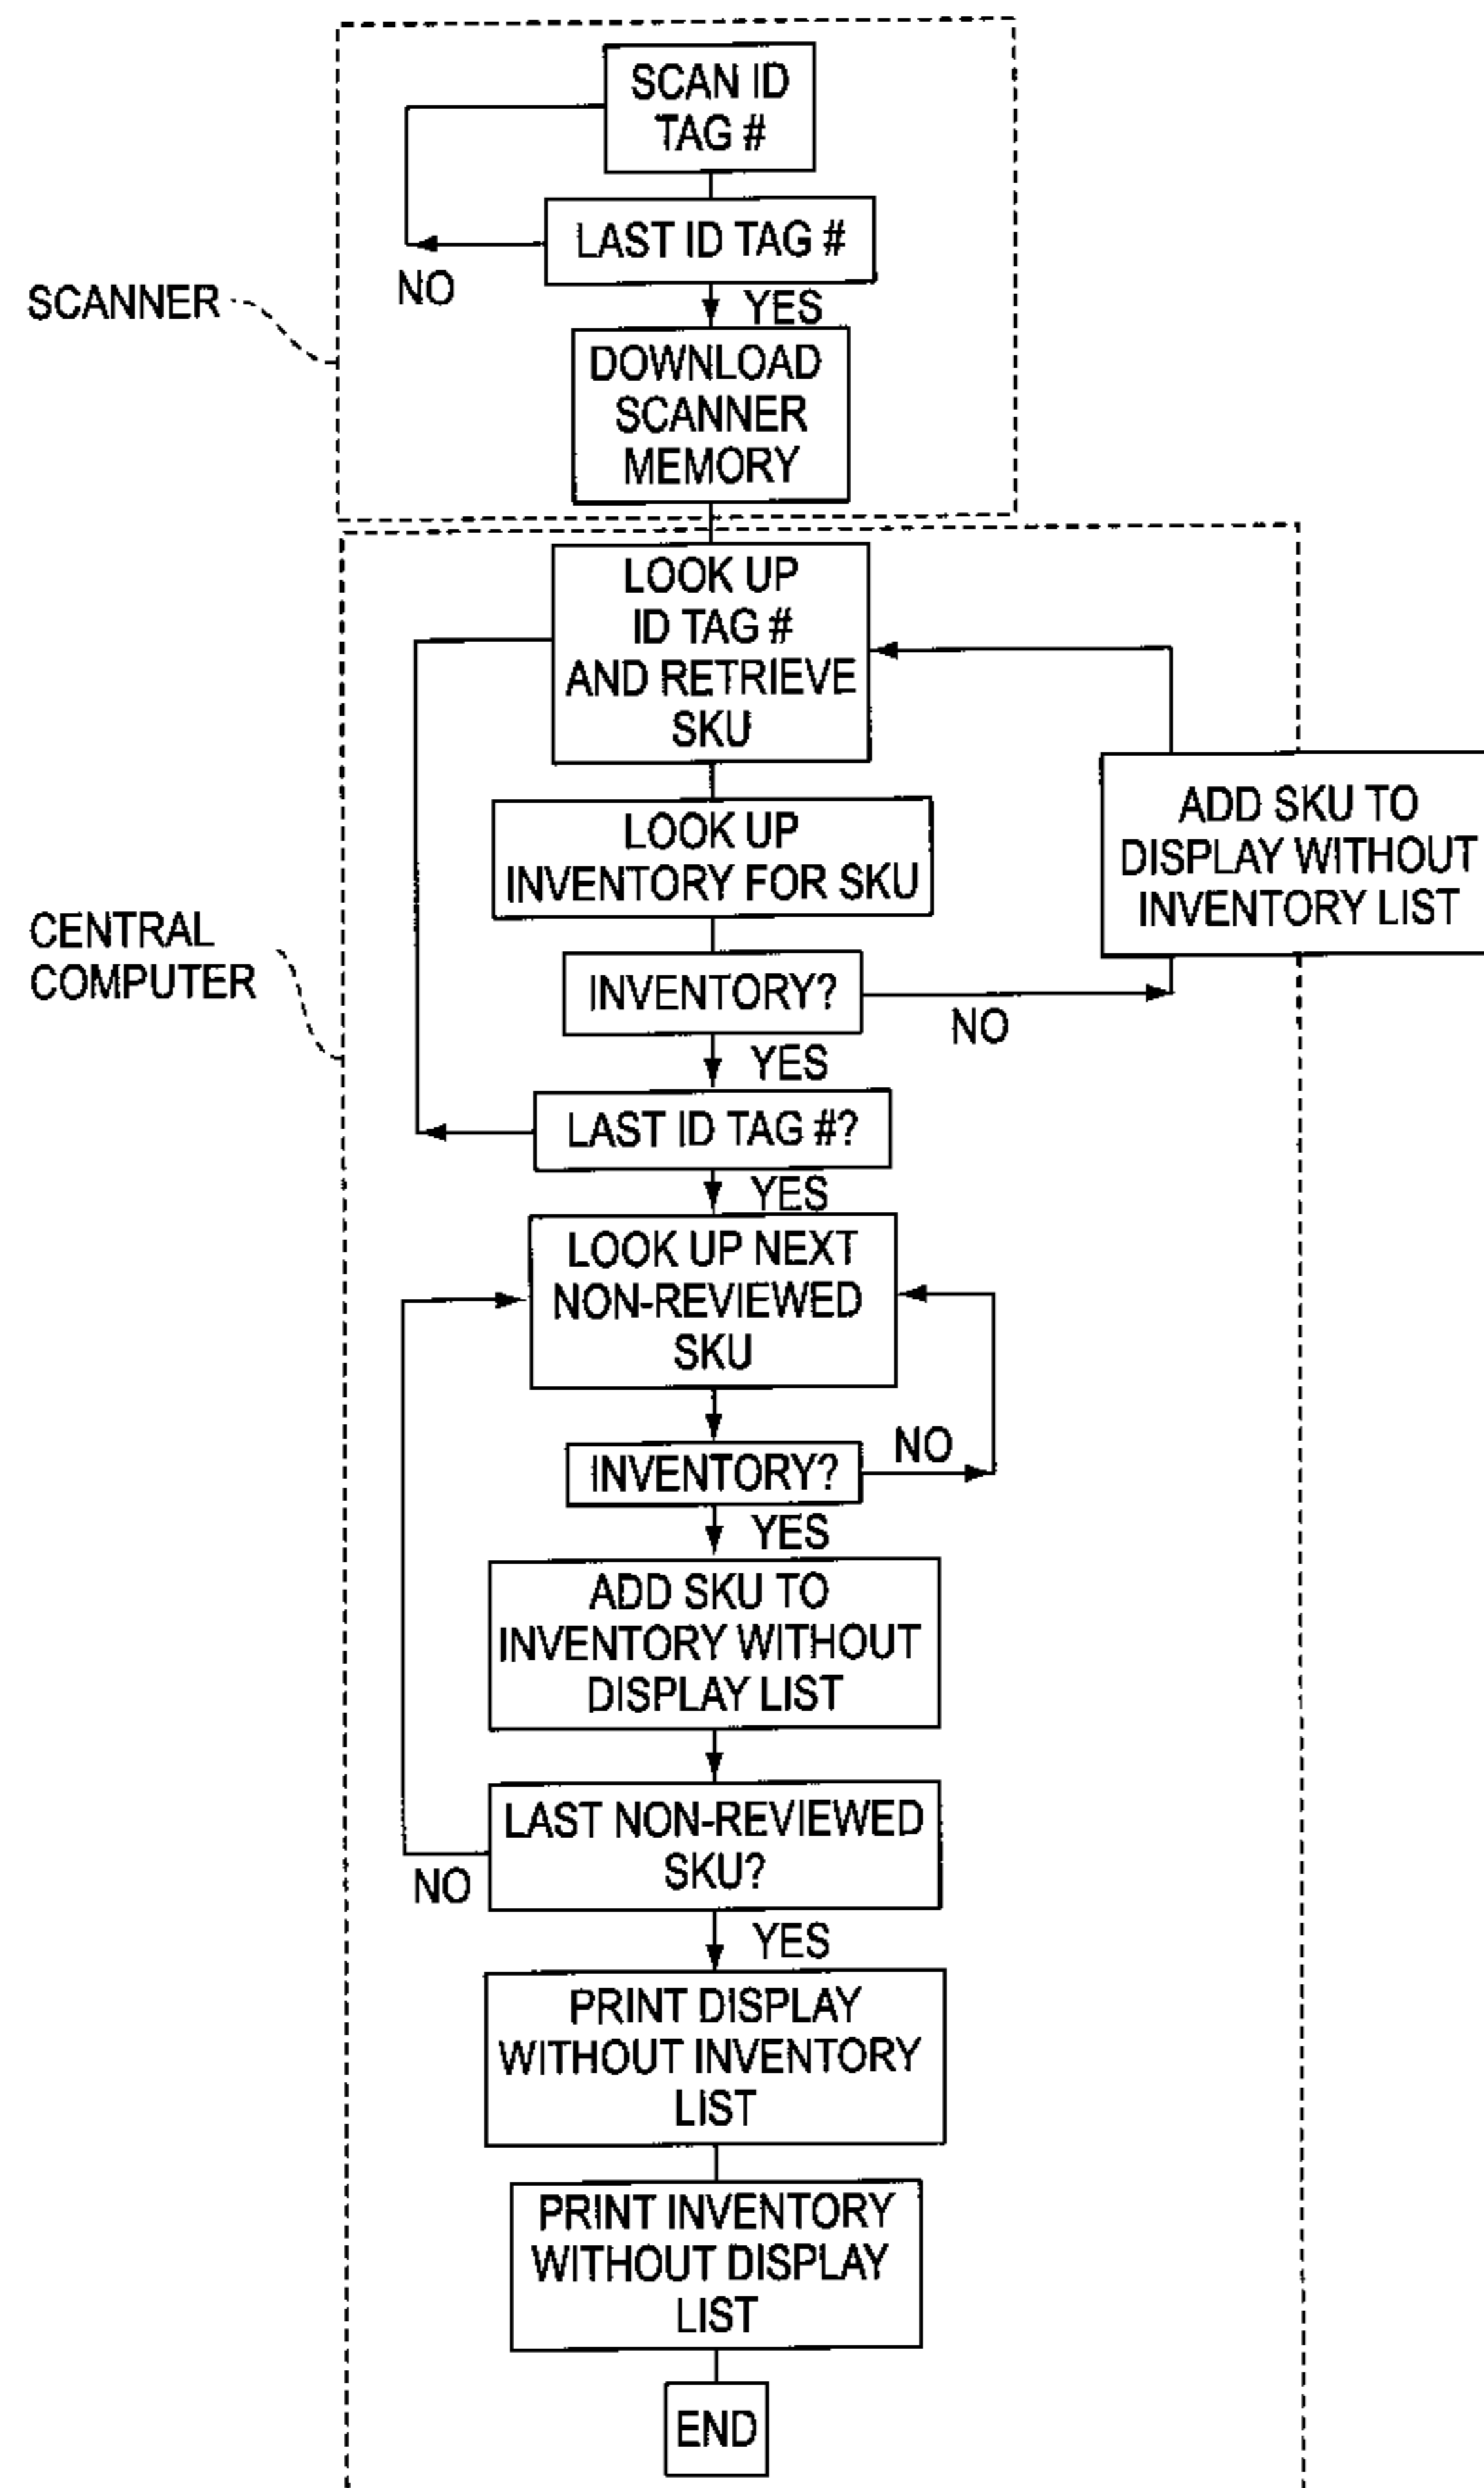 SCAN ID
TAG #
LAST ID TAG #
NO
SCANNER
YES
DOWNLOAD
SCANNER
MEMORY
LOOK UP
ID TAG #
AND RETRIEVE
SKU
ADD SKU TO
DISPLAY WITHOUT
INVENTORY LIST
LOOK UP
INVENTORY FOR SKU
CENTRAL
COMPUTER
INVENTORY?
NO
YES
LAST ID TAG #?
YES
LOOK UP NEXT
NON-REVIEWED
SKU
INVENTORY?
NO
YES
ADD SKU TO
INVENTORY WITHOUT
DISPLAY LIST
LAST NON-REVIEWED
SKU?
NO
YES
PRINT DISPLAY
WITHOUT INVENTORY
LIST
PRINT INVENTORY
WITHOUT DISPLAY
LIST
END